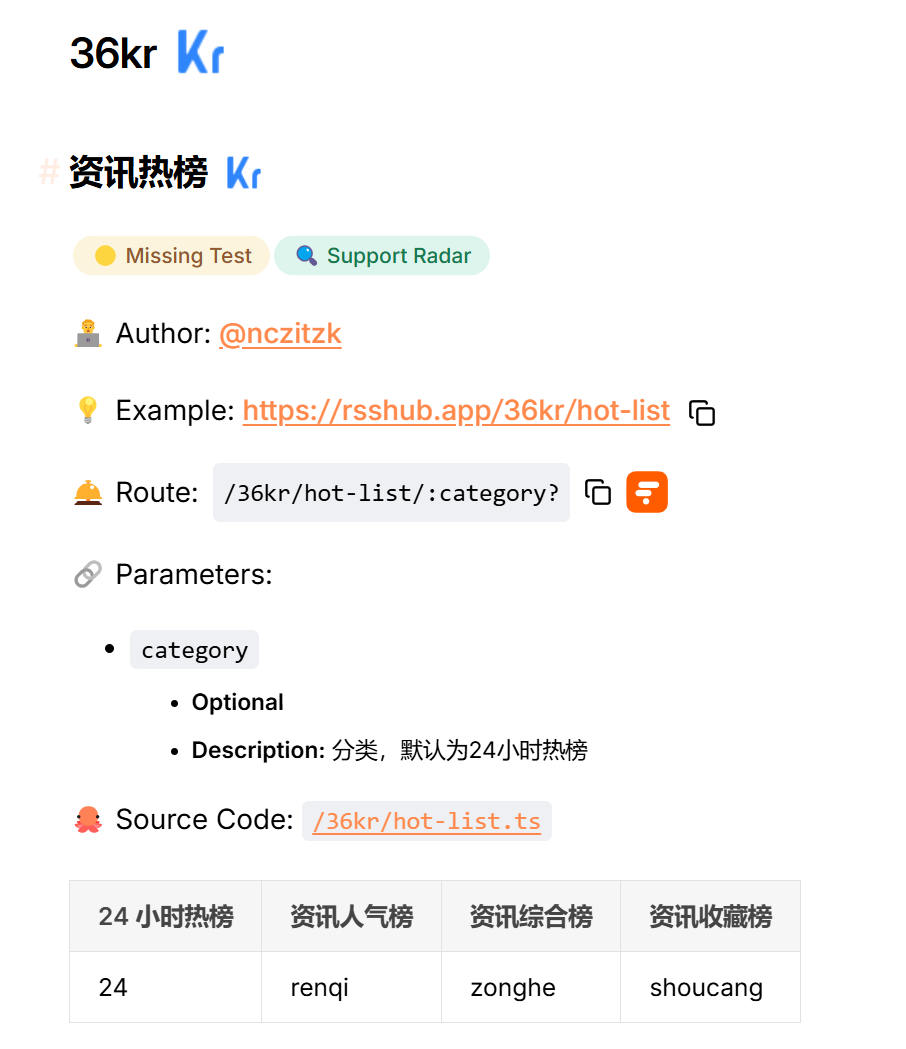 36kr Kr
# 资讯热榜 Kr
Missing Test Support Radar
Author: @nczitzk
Example: https://rsshub.app/36kr/hot-list
Route: /36kr/hot-list/:category?
Parameters:
category
Optional
Description: 分类，默认为24小时热榜
Source Code: /36kr/hot-list.ts
24 小时热榜 资讯人气榜 资讯综合榜 资讯收藏榜
24 renqi zonghe shoucang